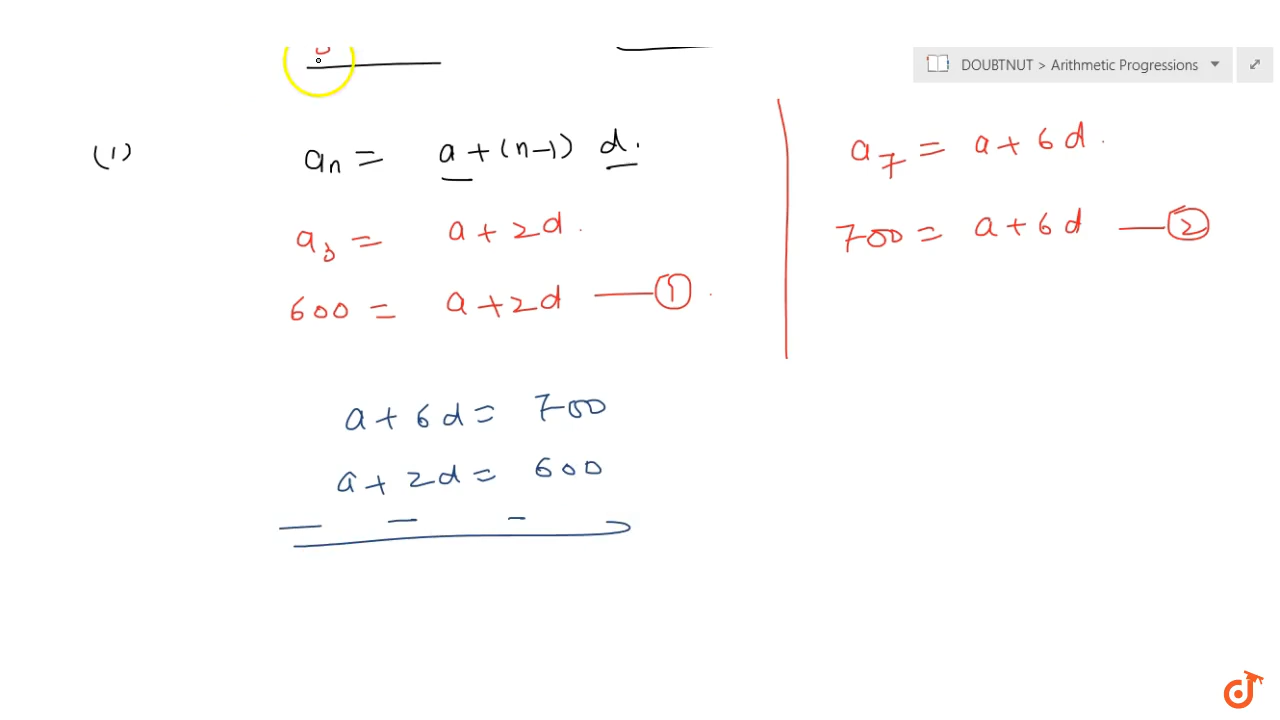 DOUBTNUT > Arithmetic Progressions
(1) an = a + (n-1) d.
a3 = a + 2d.
600 = a + 2d —①
a7 = a + 6d.
700 = a + 6d —②
a + 6d = 700
a + 2d = 600
— — -